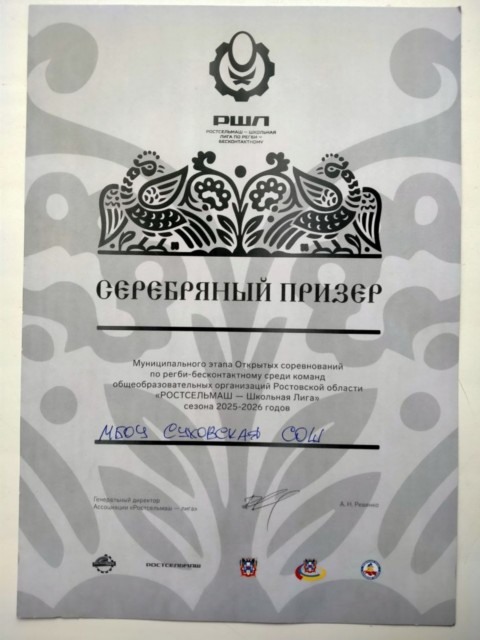 РШЛ
РОСТСЕЛЬМАШ — ШКОЛЬНАЯ
ЛИГА ПО РЕГБИ —
БЕСКОНТАКТНОМУ
СЕРЕБРЯНЫЙ ПРИЗЕР
Муниципального этапа Открытых соревнований
по регби-бесконтактному среди команд
общеобразовательных организаций Ростовской области
«РОСТСЕЛЬМАШ — Школьная Лига»
сезона 2025-2026 годов
МБОУ СУХОВСКАЯ СОШ
Генеральный директор
Ассоциации «Ростсельмаш — лига»
А. Н. Ременко
РОСТСЕЛЬМАШ